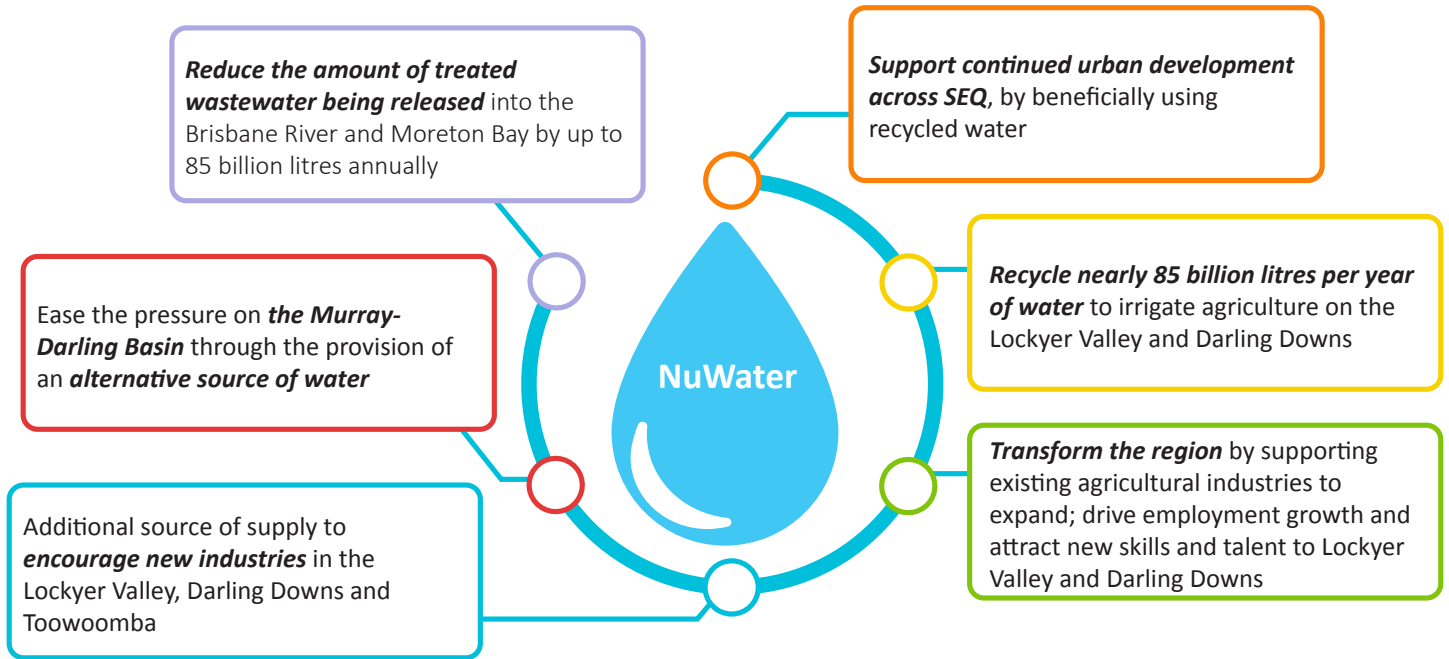 Reduce the amount of treated
wastewater being released into the
Brisbane River and Moreton Bay by up to
85 billion litres annually
Support continued urban development
across SEQ, by beneficially using
recycled water
Ease the pressure on the Murray-
Darling Basin through the provision of
an alternative source of water
NuWater
Recycle nearly 85 billion litres per year
of water to irrigate agriculture on the
Lockyer Valley and Darling Downs
Additional source of supply to
encourage new industries in the
Lockyer Valley, Darling Downs and
Toowoomba
Transform the region by supporting
existing agricultural industries to
expand; drive employment growth and
attract new skills and talent to Lockyer
Valley and Darling Downs